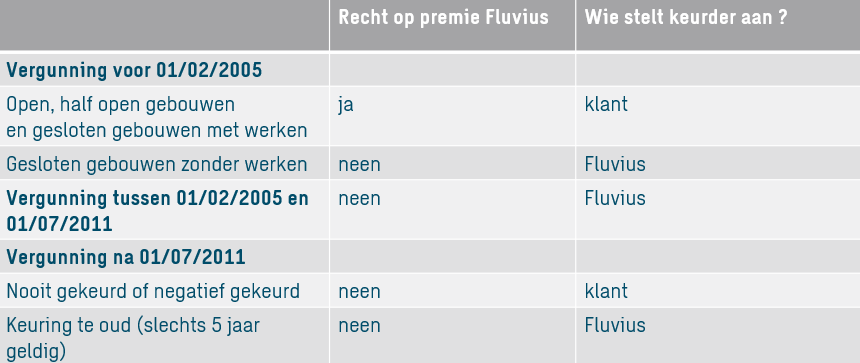 Recht op premie Fluvius Wie stelt keurder aan ?
Vergunning voor 01/02/2005
Open, half open gebouwen ja klant
en gesloten gebouwen met werken
Gesloten gebouwen zonder werken neen Fluvius
Vergunning tussen 01/02/2005 en neen Fluvius
01/07/2011
Vergunning na 01/07/2011
Nooit gekeurd of negatief gekeurd neen klant
Keuring te oud (slechts 5 jaar neen Fluvius
geldig)